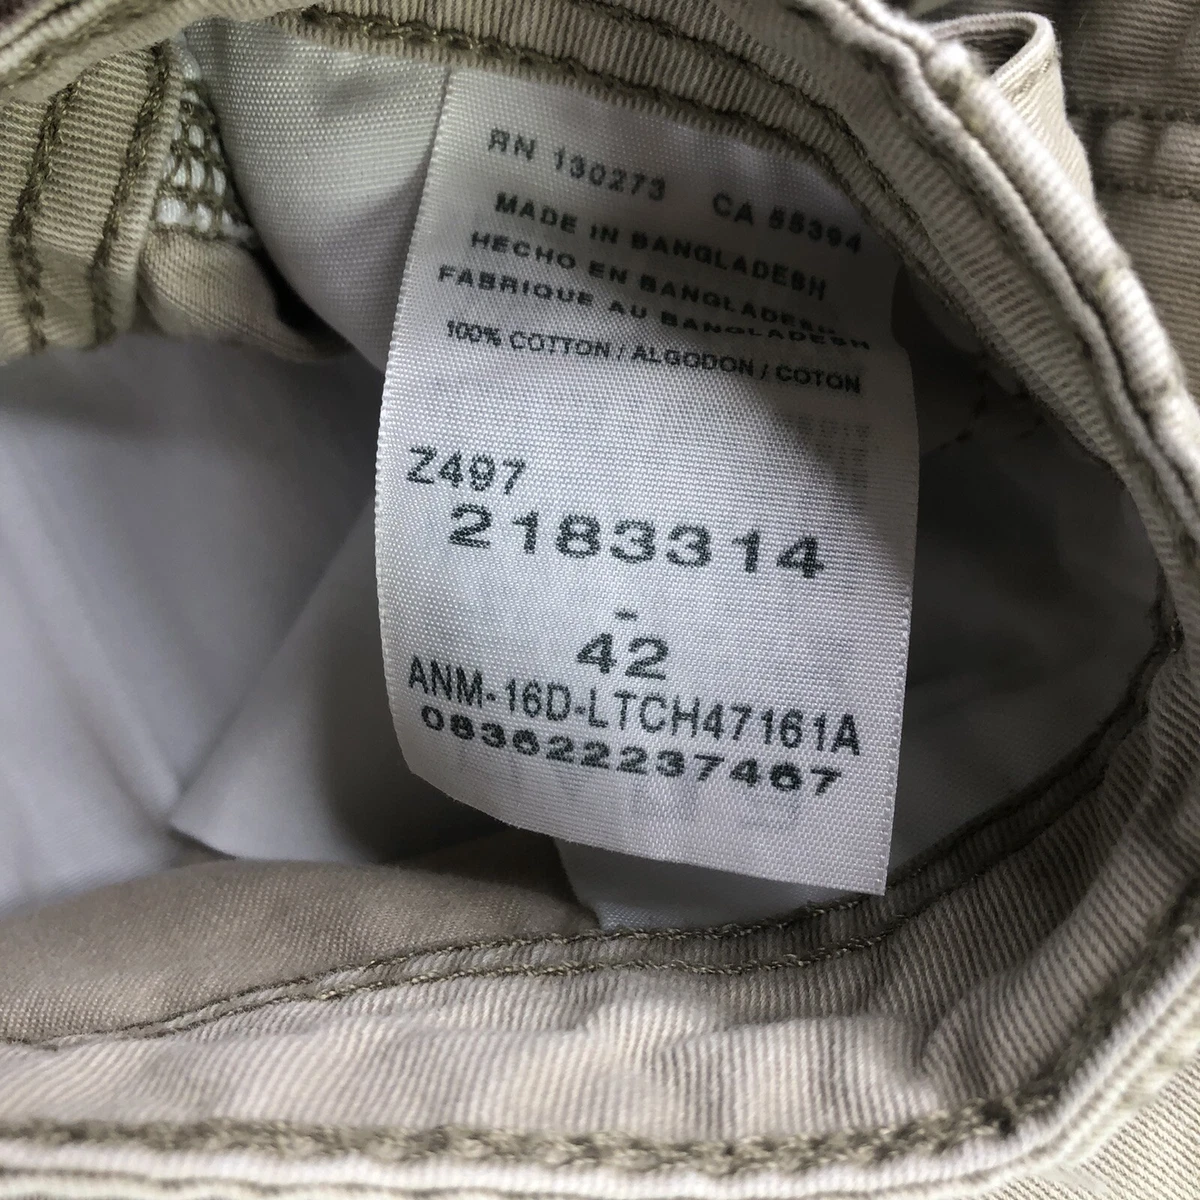 RN 130273 CA 55394
MADE IN BANGLADESH
HECHO EN BANGLADESH
FABRIQUE AU BANGLADESH
100% COTTON / ALGODON / COTON
Z497
2183314
-
42
ANM-16D-LTCH47161A
083622237467